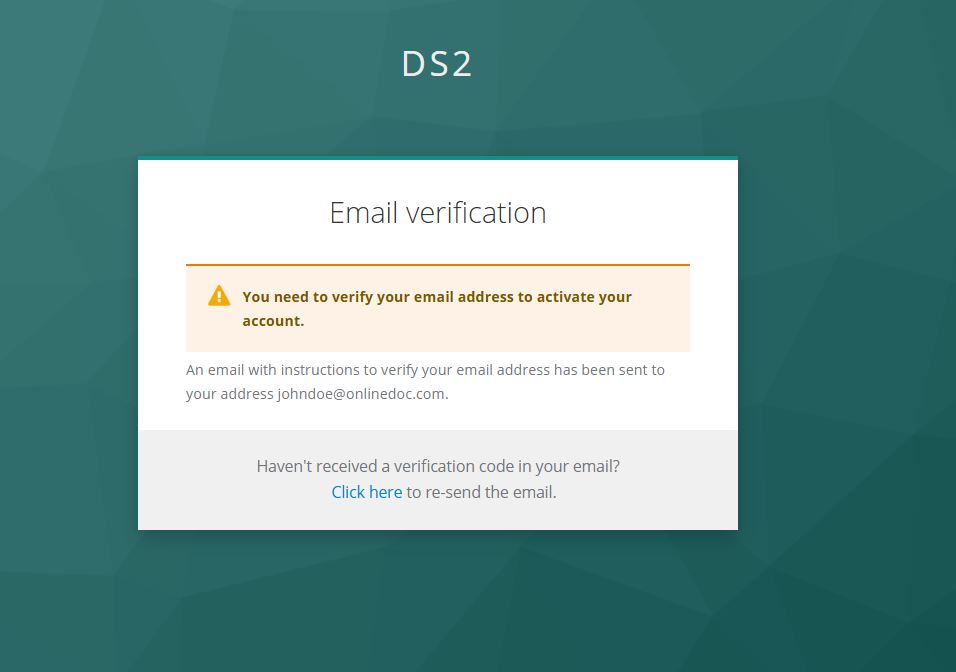 DS2
Email verification
You need to verify your email address to activate your
account.
An email with instructions to verify your email address has been sent to
your address johndoe@onlinedoc.com.
Haven't received a verification code in your email?
Click here to re-send the email.